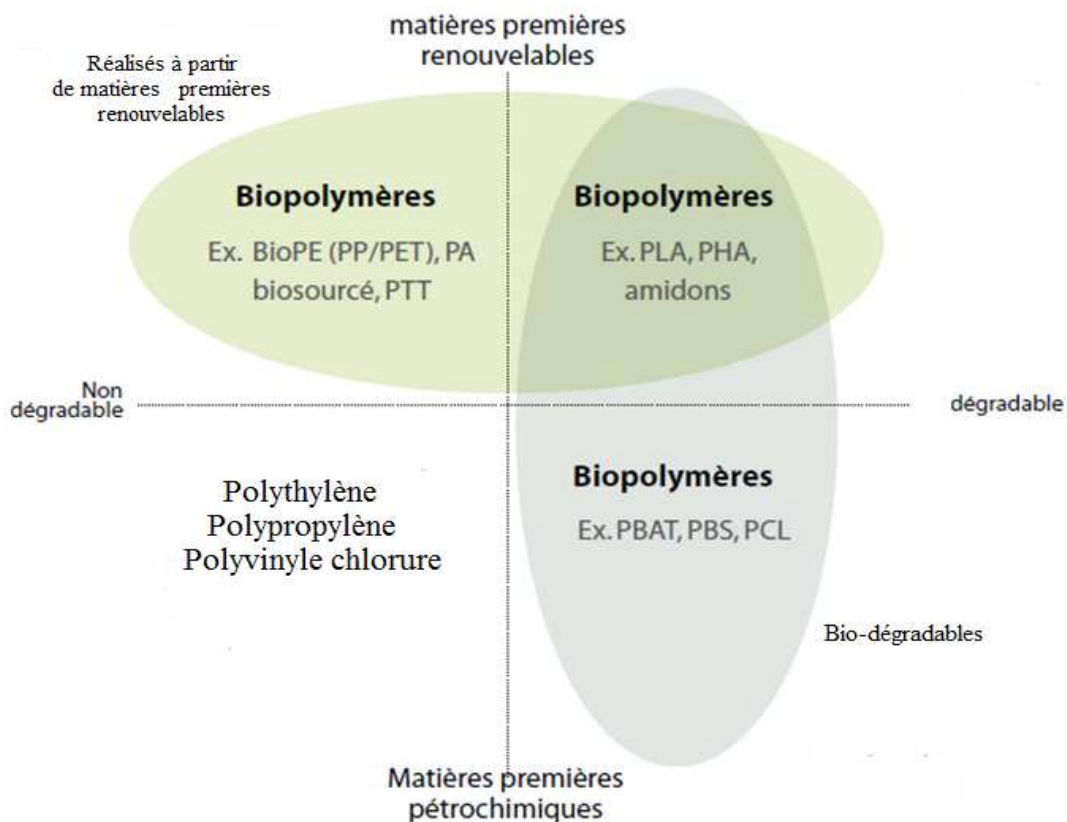 matières premières
renouvelables
Réalisés à partir
de matières premières
renouvelables
Biopolymères
Ex. BioPE (PP/PET), PA
biosourcé, PTT
Biopolymères
Ex. PLA, PHA,
amidons
Non
dégradable
dégradable
Polythylène
Polypropylène
Polyvinyle chlorure
Biopolymères
Ex. PBAT, PBS, PCL
Bio-dégradables
Matières premières
pétrochimiques